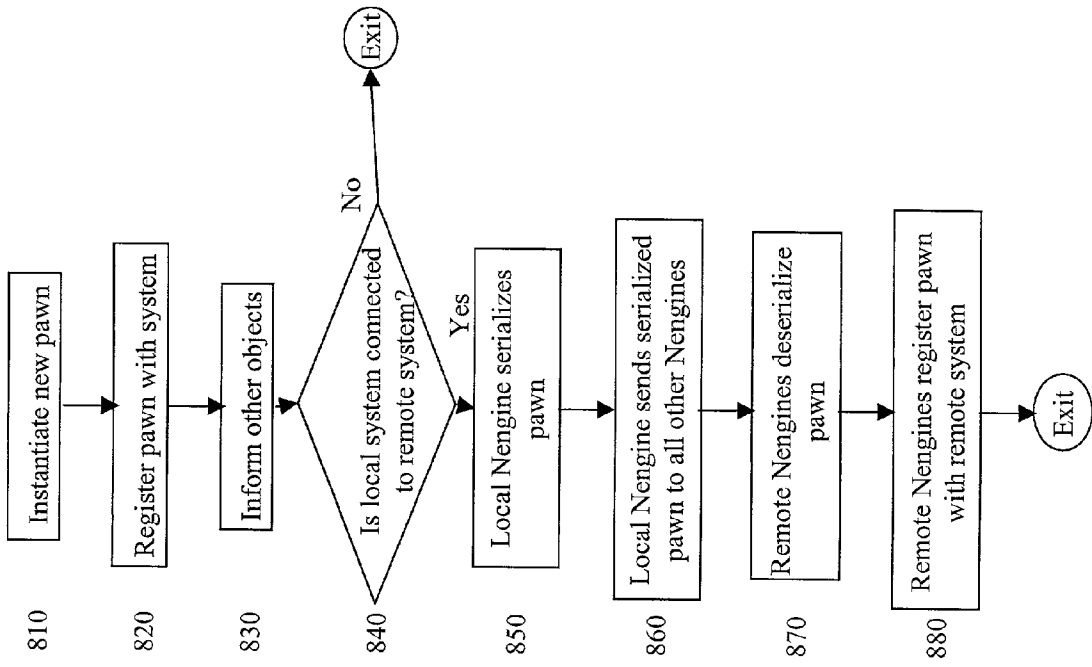 810
Instantiate new pawn
820
Register pawn with system
830
Inform other objects
840
Is local system connected
to remote system?
No
Exit
Yes
850
Local Nengine serializes
pawn
860
Local Nengine sends serialized
pawn to all other Nengines
870
Remote Nengines deserialize
pawn
880
Remote Nengines register pawn
with remote system
Exit